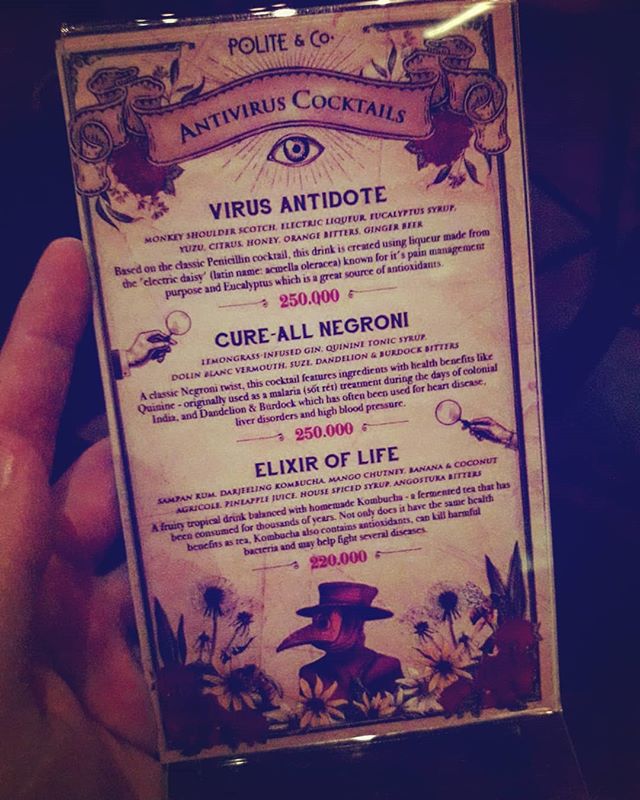 POLITE & CO.
ANTIVIRUS COCKTAILS
VIRUS ANTIDOTE
MONKEY SHOULDER SCOTCH, ELECTRIC LIQUEUR, EUCALYPTUS SYRUP,
YUZU, CITRUS, HONEY, ORANGE BITTERS, GINGER BEER
Based on the classic Penicillin cocktail, this drink is created using liqueur made from
the 'electric daisy' (latin name: acmella oleracea) known for it's pain management
purpose and Eucalyptus which is a great source of antioxidants.
250.000
CURE-ALL NEGRONI
LEMONGRASS-INFUSED GIN, QUININE TONIC SYRUP,
DOLIN BLANC VERMOUTH, SUZE, DANDELION & BURDOCK BITTERS
A classic Negroni twist, this cocktail features ingredients with health benefits like
Quinine - originally used as a malaria (sốt rét) treatment during the days of colonial
India, and Dandelion & Burdock which has often been used for heart disease,
liver disorders and high blood pressure.
250.000
ELIXIR OF LIFE
SAMPAN RUM, DARJEELING KOMBUCHA, MANGO CHUTNEY, BANANA & COCONUT
AGRICOLE, PINEAPPLE JUICE, HOUSE SPICED SYRUP, ANGOSTURA BITTERS
A fruity tropical drink balanced with homemade Kombucha - a fermented tea that has
been consumed for thousands of years. Not only does it have the same health
benefits as tea, Kombucha also contains antioxidants, can kill harmful
bacteria and may help fight several diseases.
220.000